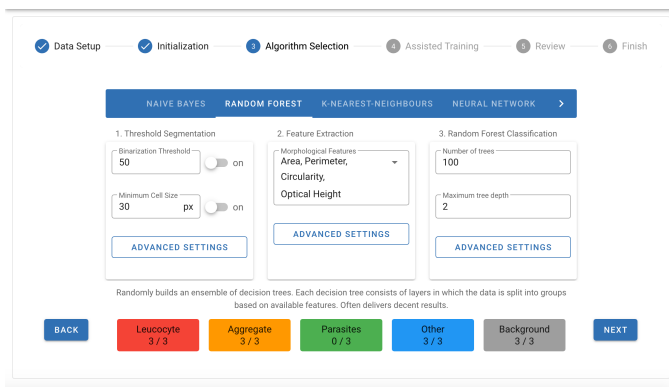 Data Setup
Initialization
3 Algorithm Selection
4 Assisted Training
5 Review
6 Finish
NAIVE BAYES RANDOM FOREST K-NEAREST-NEIGHBOURS NEURAL NETWORK >
1. Threshold Segmentation
Binarization Threshold
50
on
Minimum Cell Size
30 px
on
ADVANCED SETTINGS
2. Feature Extraction
Morphological Features
Area, Perimeter,
Circularity,
Optical Height
ADVANCED SETTINGS
3. Random Forest Classification
Number of trees
100
Maximum tree depth
2
ADVANCED SETTINGS
Randomly builds an ensemble of decision trees. Each decision tree consists of layers in which the data is split into groups
based on available features. Often delivers decent results.
BACK
Leucocyte
3 / 3
Aggregate
3 / 3
Parasites
0 / 3
Other
3 / 3
Background
3 / 3
NEXT